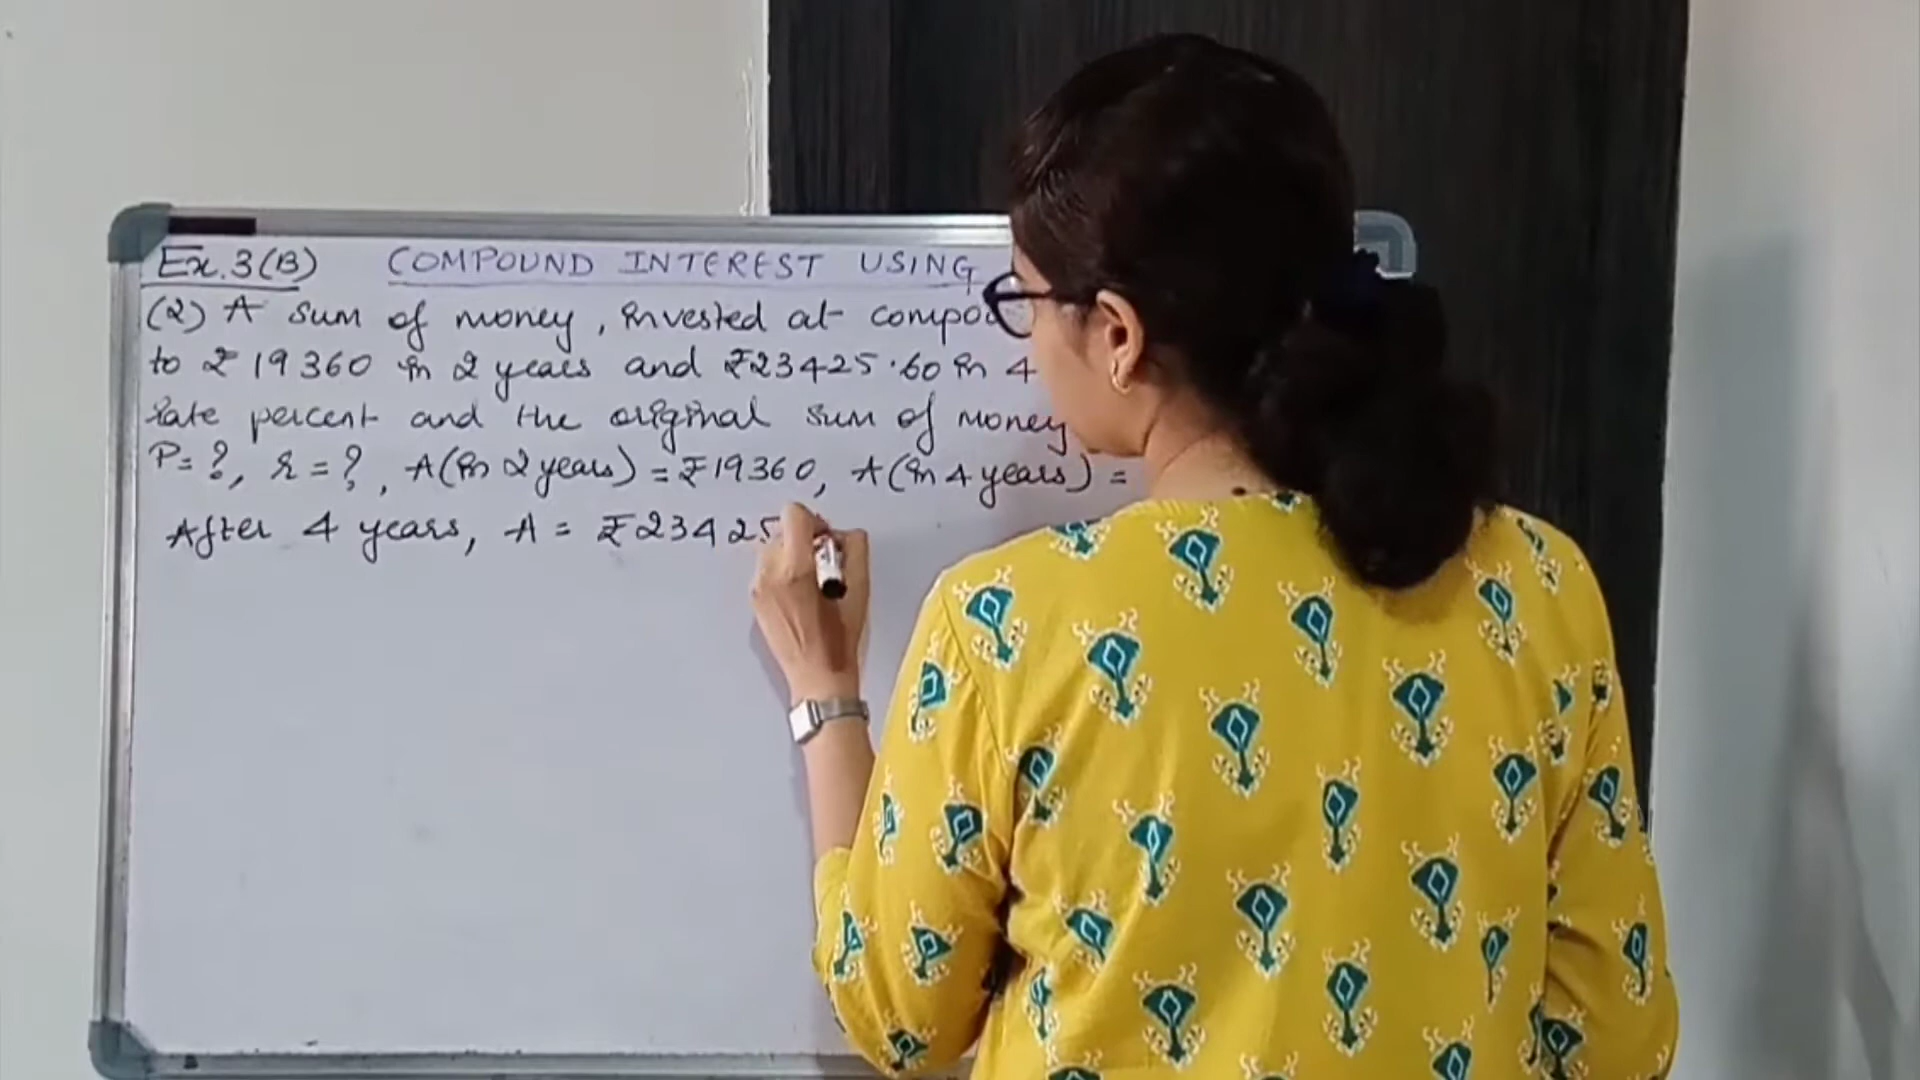 Ex. 3(B) COMPOUND INTEREST USING
(2) A sum of money, invested at
to ₹19360 in 2 years and ₹23425.60 in 4
rate percent and the original sum of money
P=?, r=?, A(in 2 years) = ₹19360, A(in 4 years) =
After 4 years, A = ₹23425